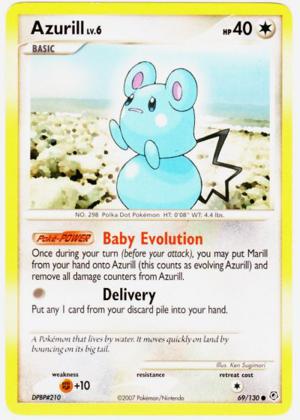 Azurill LV.6
HP 40
BASIC
NO. 298 Polka Dot Pokémon HT: 0'08" WT: 4.4 lbs.
Poké-POWER Baby Evolution
Once during your turn (before your attack), you may put Marill
from your hand onto Azurill (this counts as evolving Azurill) and
remove all damage counters from Azurill.
Delivery
Put any 1 card from your discard pile into your hand.
A Pokémon that lives by water. It moves quickly on land by
bouncing on its big tail.
Illus. Ken Sugimori
weakness resistance retreat cost
+10
DPBP#210 ©2007 Pokémon/Nintendo 69/130